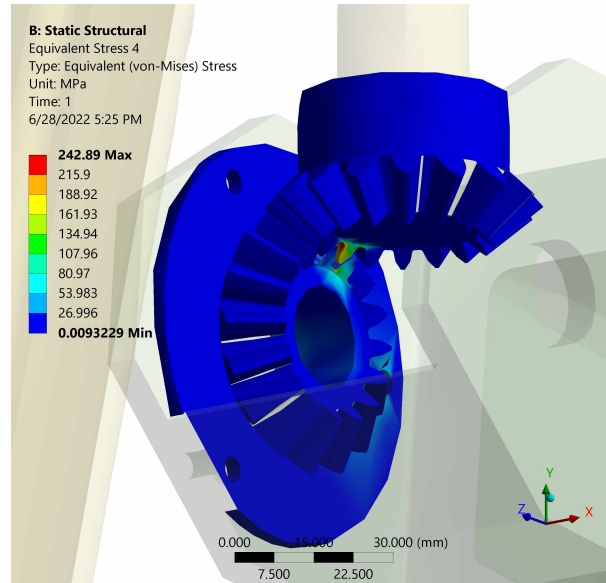 B: Static Structural
Equivalent Stress 4
Type: Equivalent (von-Mises) Stress
Unit: MPa
Time: 1
6/28/2022 5:25 PM
242.89 Max
215.9
188.92
161.93
134.94
107.96
80.97
53.983
26.996
0.0093229 Min
Y
Z
X
0.000 15.000 30.000 (mm)
7.500 22.500